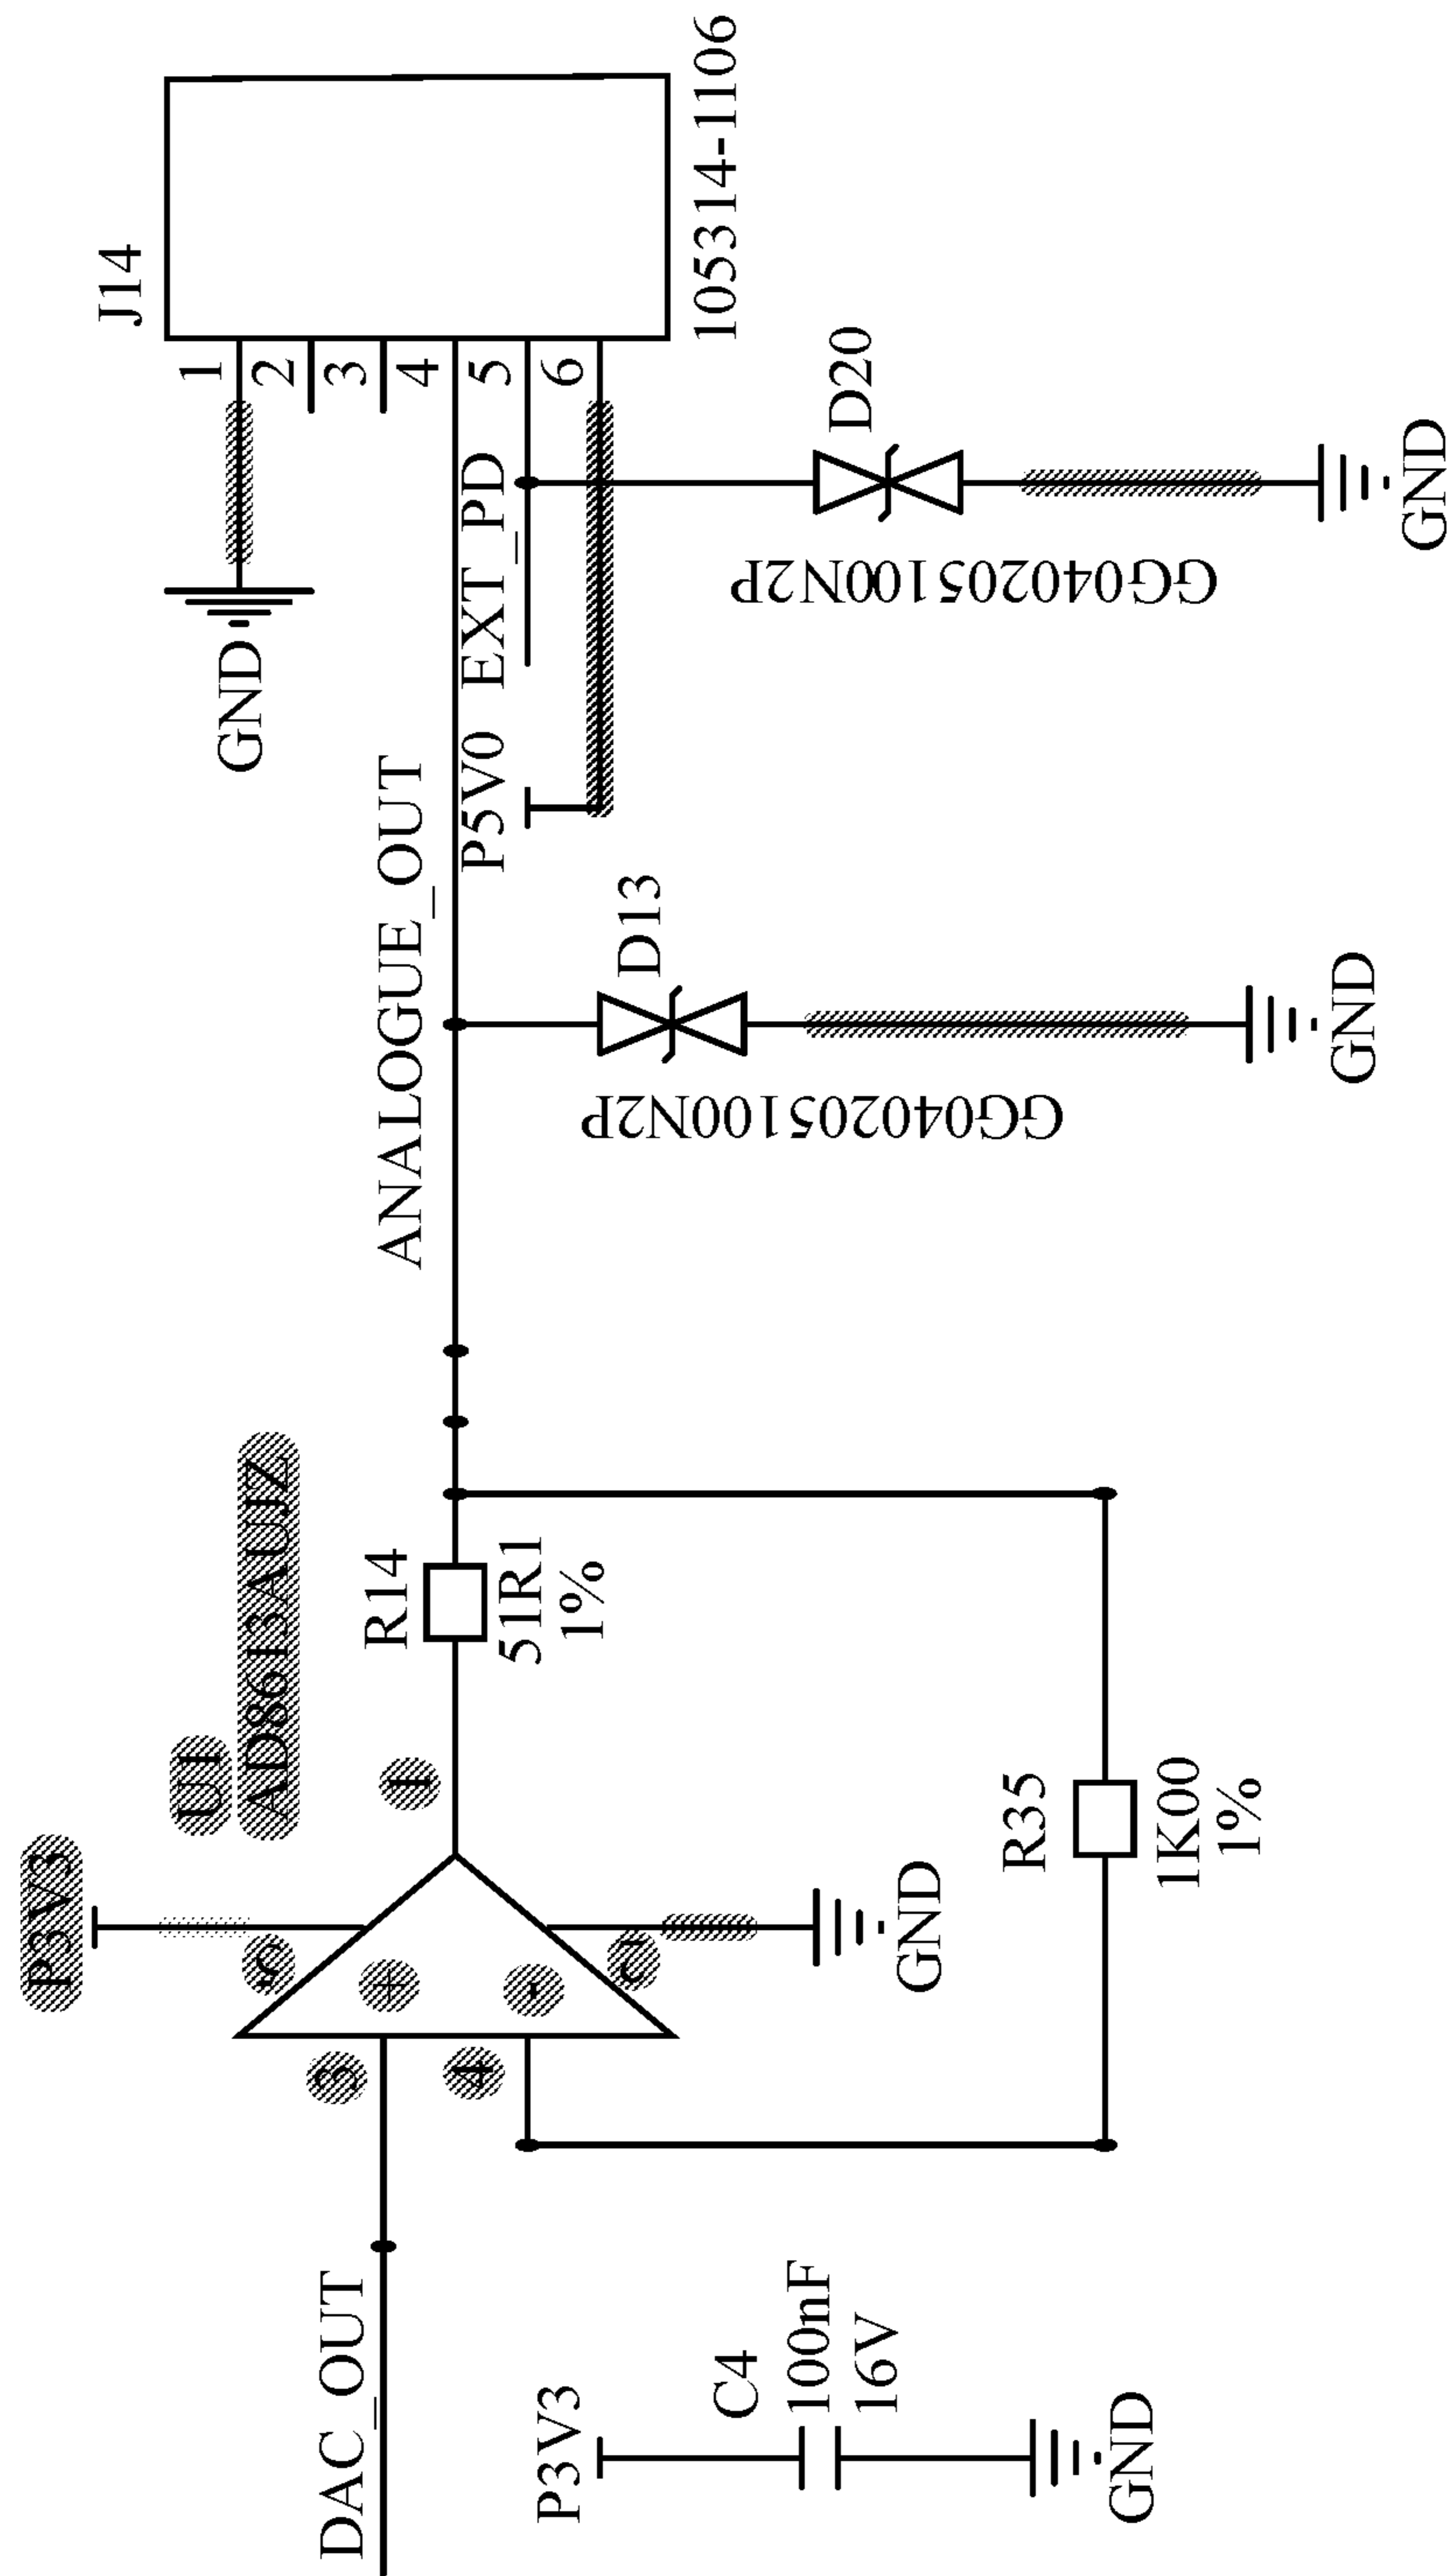 J14
1
2
3
4
5
6
105314-1106
GND
ANALOGUE_OUT
EXT_PD
P5V0
D20
GG040205100N2P
GND
D13
GG040205100N2P
GND
P3V3
U1
AD8613AUJZ
5
1
3
+
4
-
2
R14
51R1
1%
GND
R35
1K00
1%
DAC_OUT
P3V3
C4
100nF
16V
GND